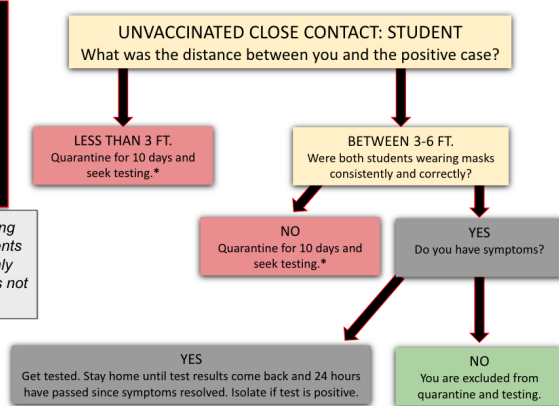 UNVACCINATED CLOSE CONTACT: STUDENT
What was the distance between you and the positive case?
LESS THAN 3 FT.
Quarantine for 10 days and
seek testing.*
BETWEEN 3-6 FT.
Were both students wearing masks
consistently and correctly?
NO
Quarantine for 10 days and
seek testing.*
YES
Do you have symptoms?
YES
Get tested. Stay home until test results come back and 24 hours
have passed since symptoms resolved. Isolate if test is positive.
NO
You are excluded from
quarantine and testing.